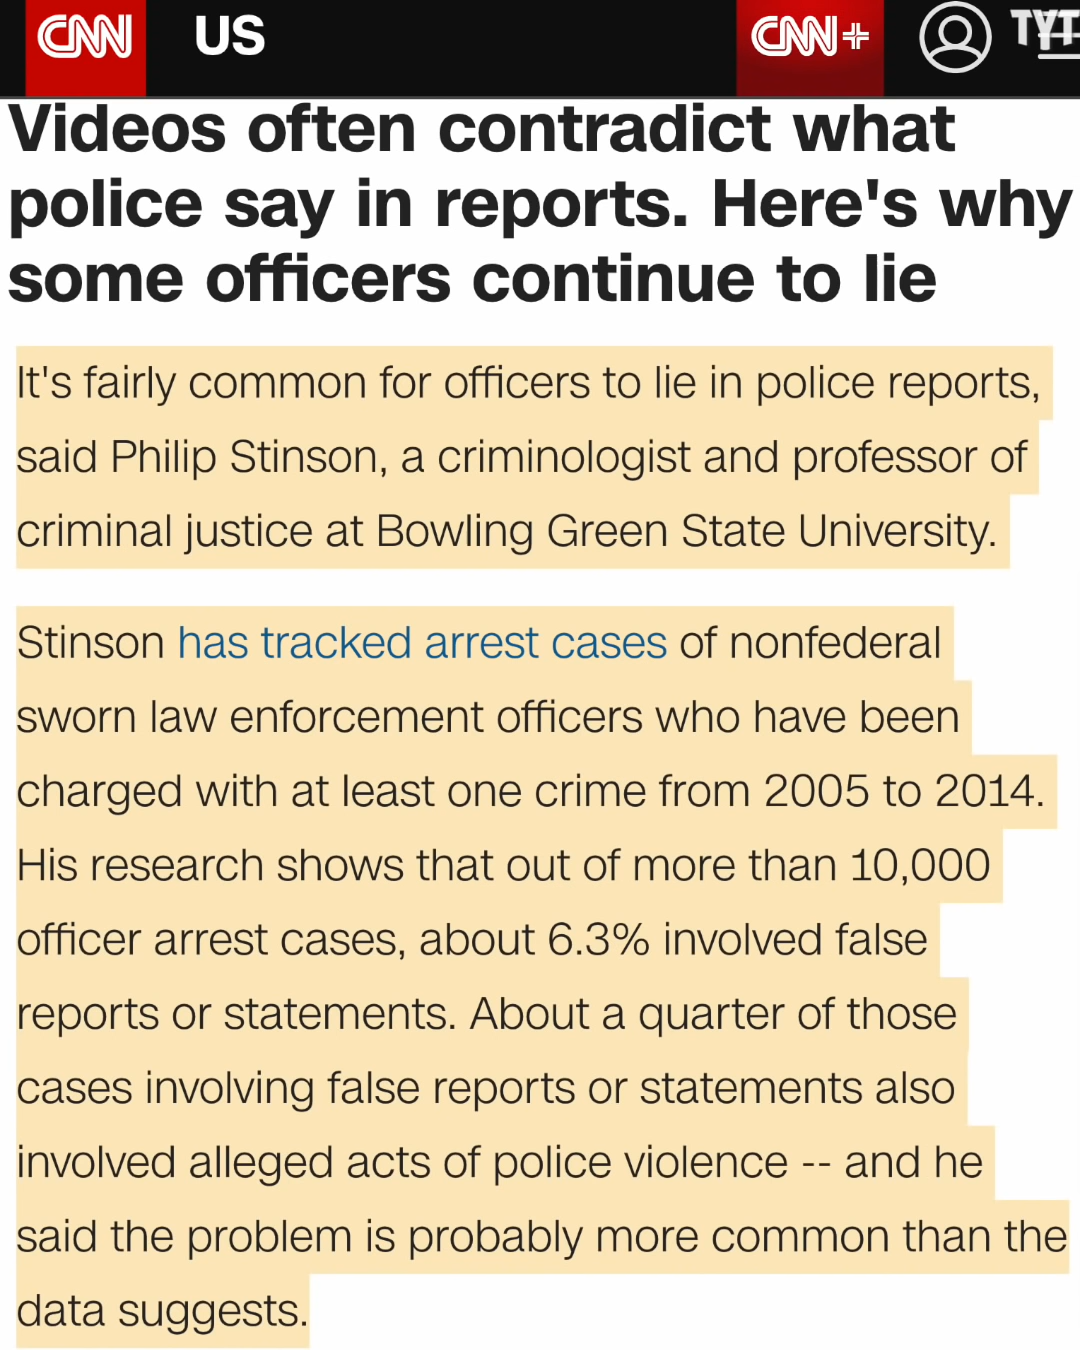 CNN US CNN+ TYT
Videos often contradict what
police say in reports. Here's why
some officers continue to lie
It's fairly common for officers to lie in police reports,
said Philip Stinson, a criminologist and professor of
criminal justice at Bowling Green State University.
Stinson has tracked arrest cases of nonfederal
sworn law enforcement officers who have been
charged with at least one crime from 2005 to 2014.
His research shows that out of more than 10,000
officer arrest cases, about 6.3% involved false
reports or statements. About a quarter of those
cases involving false reports or statements also
involved alleged acts of police violence -- and he
said the problem is probably more common than the
data suggests.